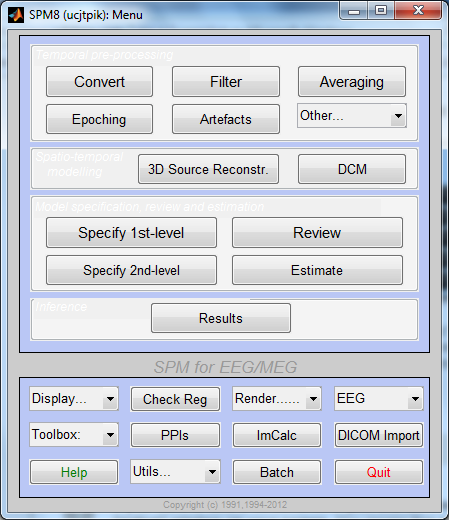 SPM8 (ucjtpik): Menu
Temporal pre-processing
Convert Filter Averaging
Epoching Artefacts Other...
Spatio-temporal
modelling
3D Source Reconstr. DCM
Model specification, review and estimation
Specify 1st-level Review
Specify 2nd-level Estimate
Inference
Results
SPM for EEG/MEG
Display... Check Reg Render...... EEG
Toolbox: PPIs ImCalc DICOM Import
Help Utils... Batch Quit
Copyright (c) 1991,1994-2012